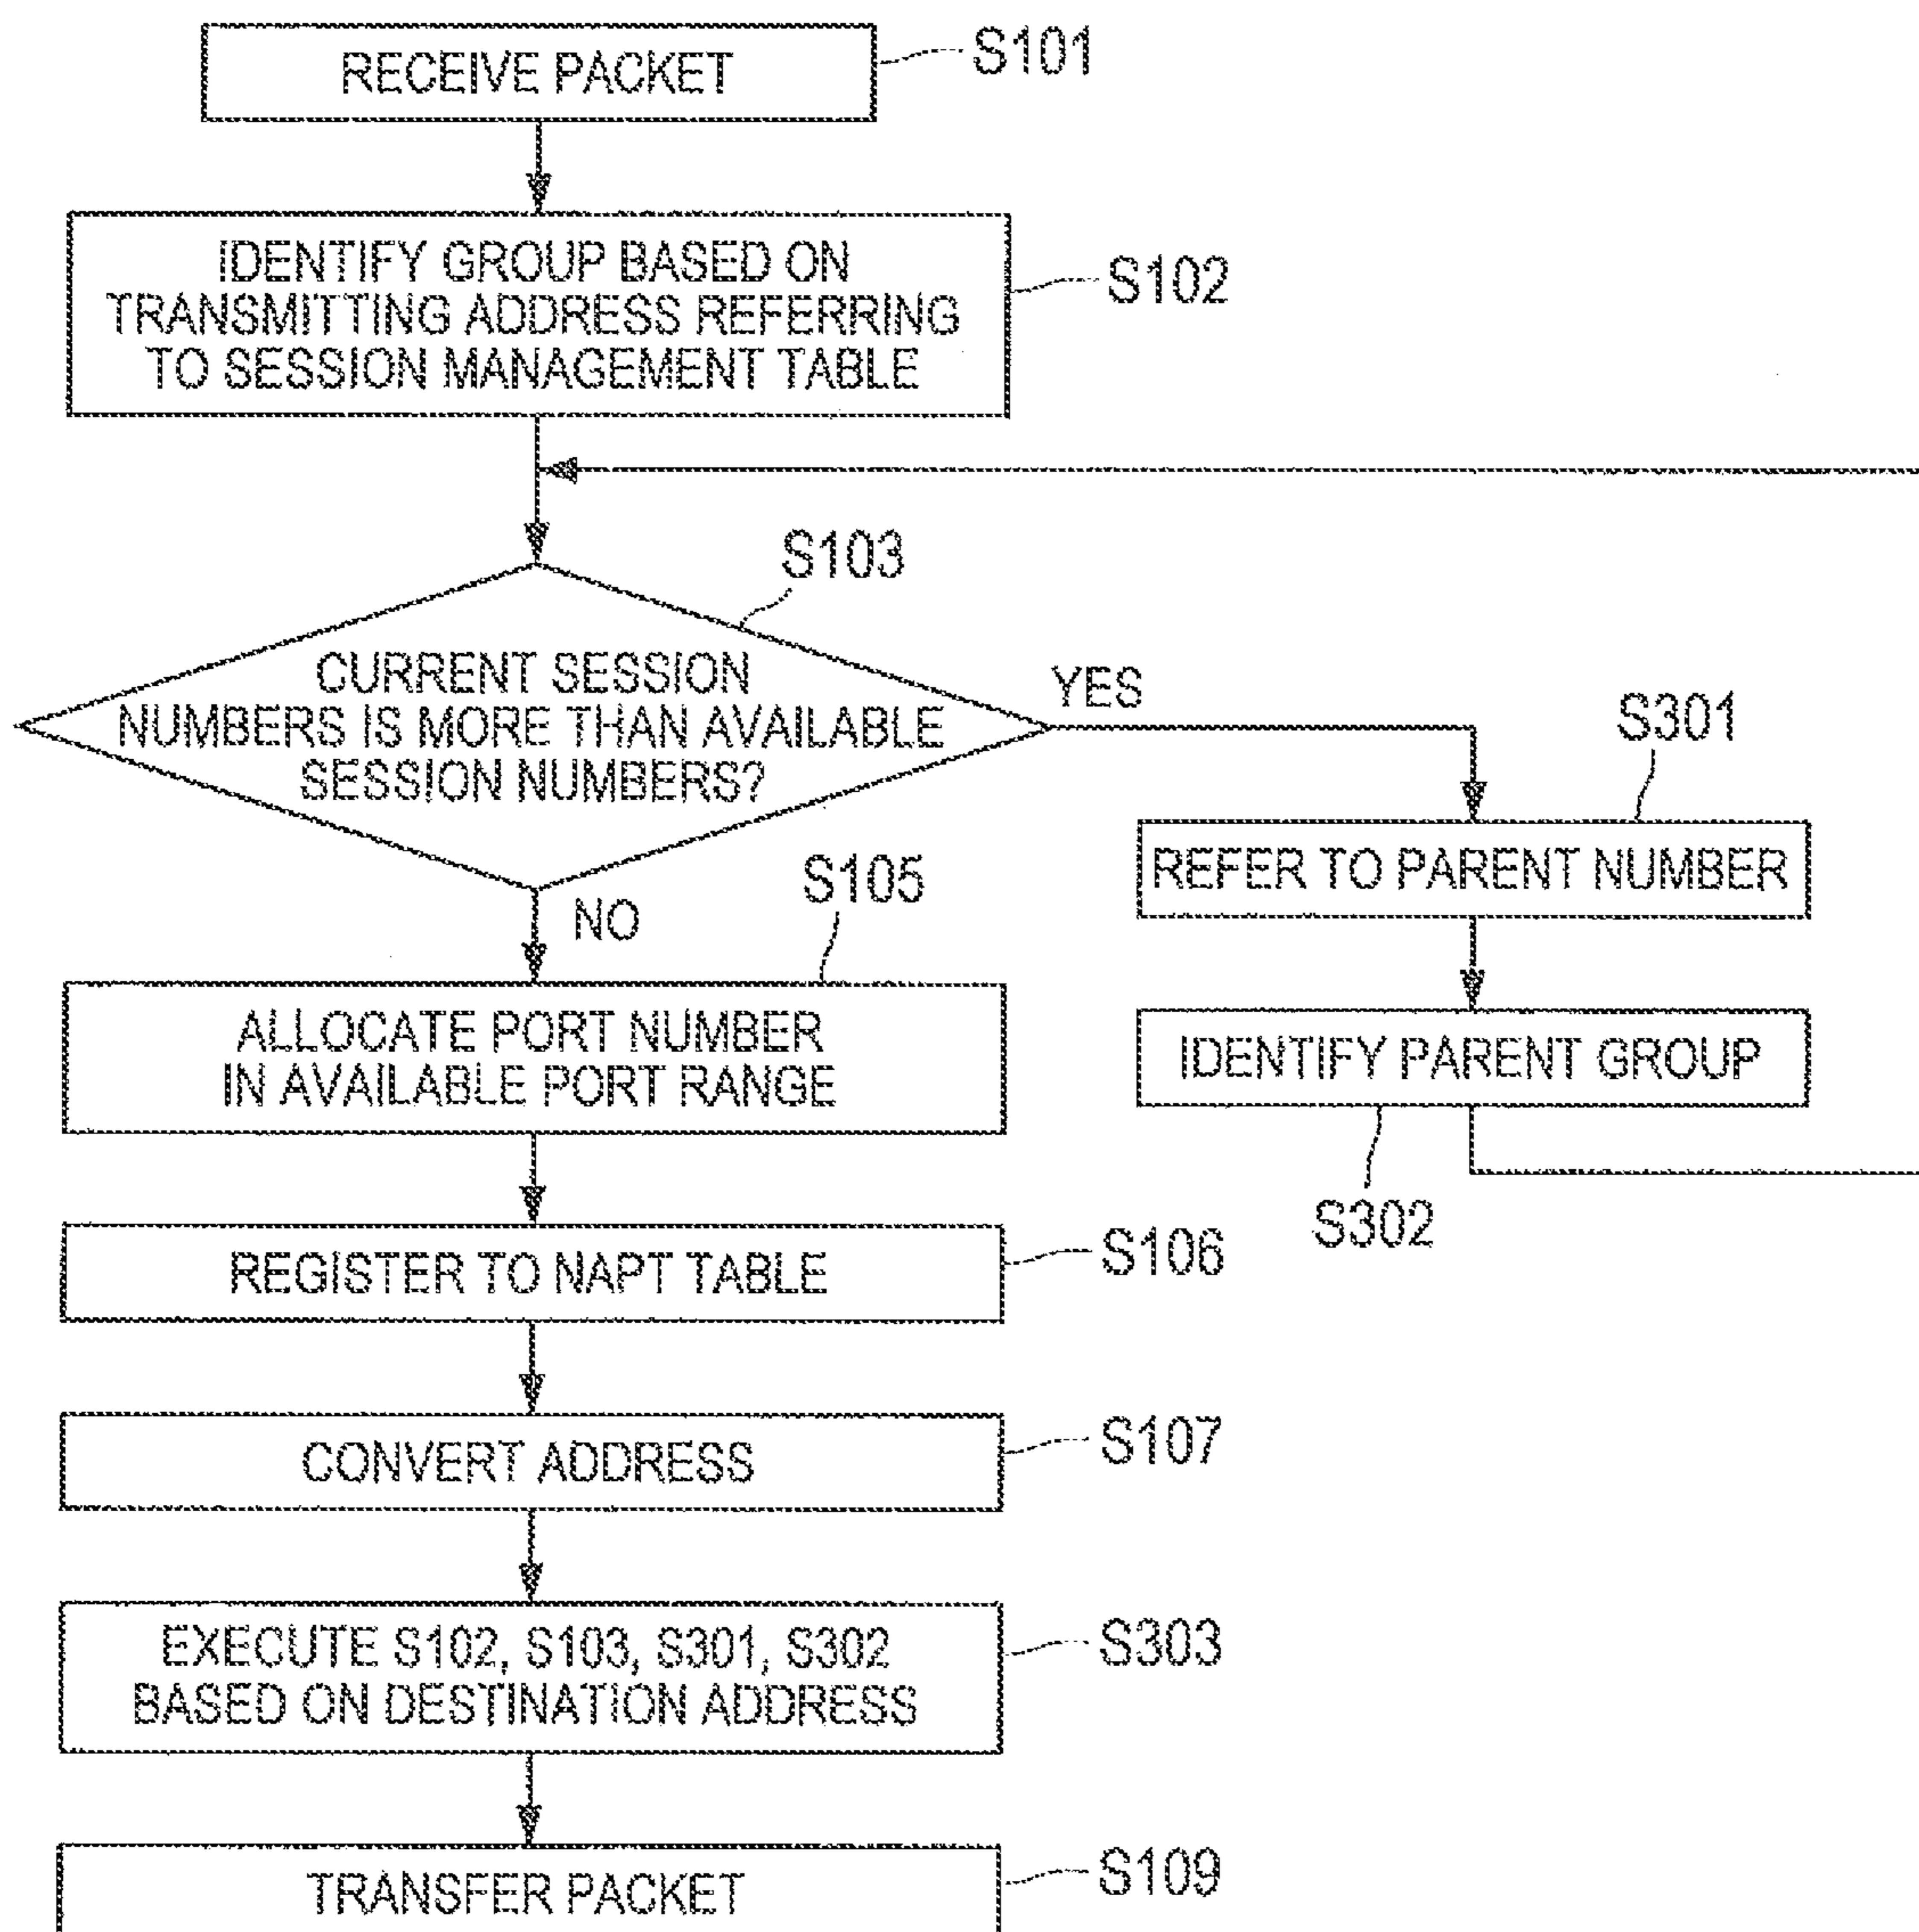 RECEIVE PACKET
S101
IDENTIFY GROUP BASED ON
TRANSMITTING ADDRESS REFERRING
TO SESSION MANAGEMENT TABLE
S102
S103
CURRENT SESSION
NUMBERS IS MORE THAN AVAILABLE
SESSION NUMBERS?
YES
NO
S301
REFER TO PARENT NUMBER
IDENTIFY PARENT GROUP
S302
S105
ALLOCATE PORT NUMBER
IN AVAILABLE PORT RANGE
REGISTER TO NAPT TABLE
S106
CONVERT ADDRESS
S107
EXECUTE S102, S103, S301, S302
BASED ON DESTINATION ADDRESS
S303
TRANSFER PACKET
S109